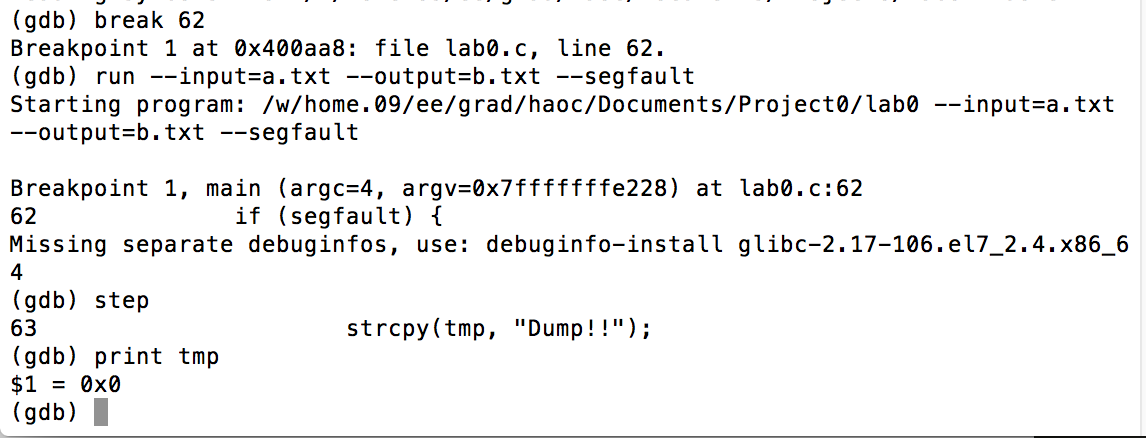 (gdb) break 62
Breakpoint 1 at 0x400aa8: file lab0.c, line 62.
(gdb) run --input=a.txt --output=b.txt --segfault
Starting program: /w/home.09/ee/grad/haoc/Documents/Project0/lab0 --input=a.txt
--output=b.txt --segfault
Breakpoint 1, main (argc=4, argv=0x7fffffffe228) at lab0.c:62
62              if (segfault) {
Missing separate debuginfos, use: debuginfo-install glibc-2.17-106.el7_2.4.x86_6
4
(gdb) step
63                      strcpy(tmp, "Dump!!");
(gdb) print tmp
$1 = 0x0
(gdb)